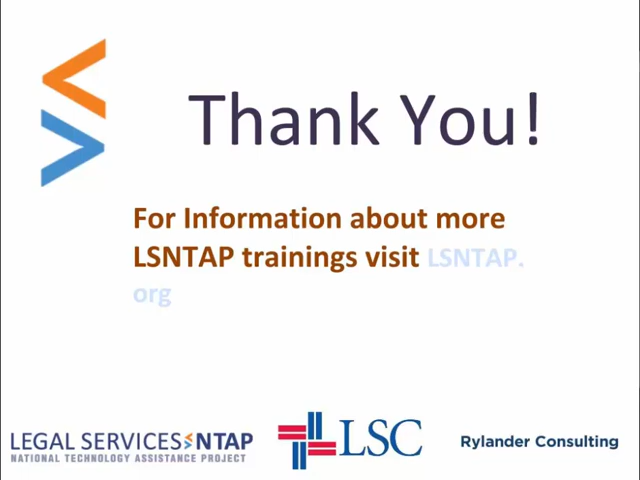 Thank You!
For Information about more
LSNTAP trainings visit LSNTAP.
org
LEGAL SERVICES NTAP
NATIONAL TECHNOLOGY ASSISTANCE PROJECT
LSC
Rylander Consulting